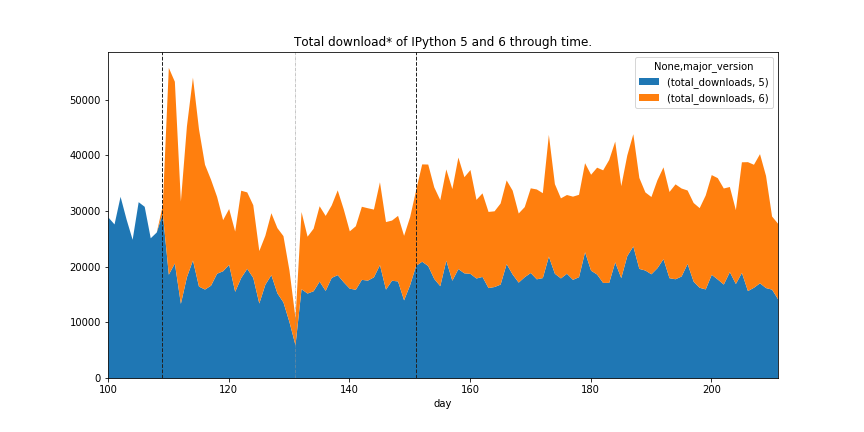 Total download* of IPython 5 and 6 through time.
None,major_version
(total_downloads, 5)
(total_downloads, 6)
50000
40000
30000
20000
10000
0
100 120 140 160 180 200
day